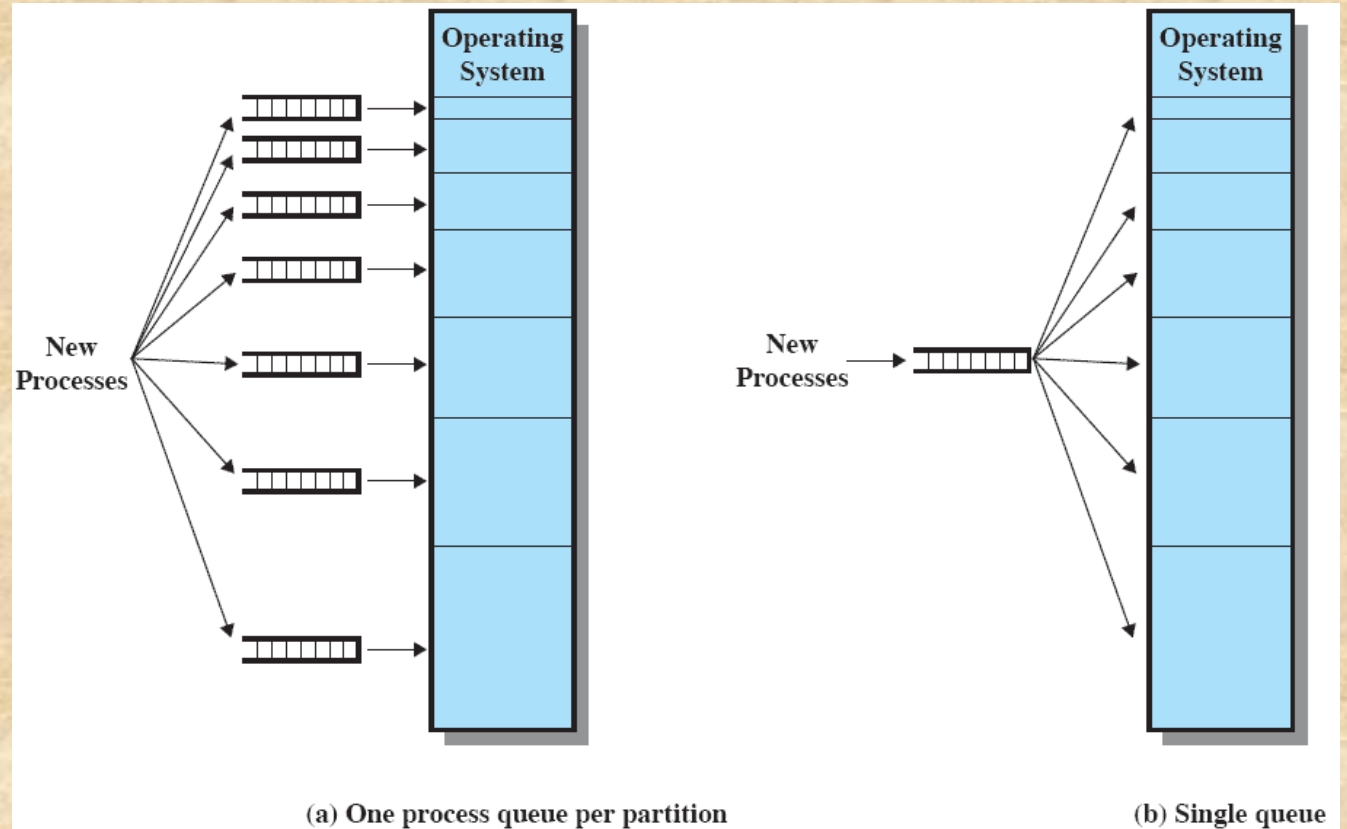 Operating
System
New
Processes
(a) One process queue per partition
Operating
System
New
Processes
(b) Single queue